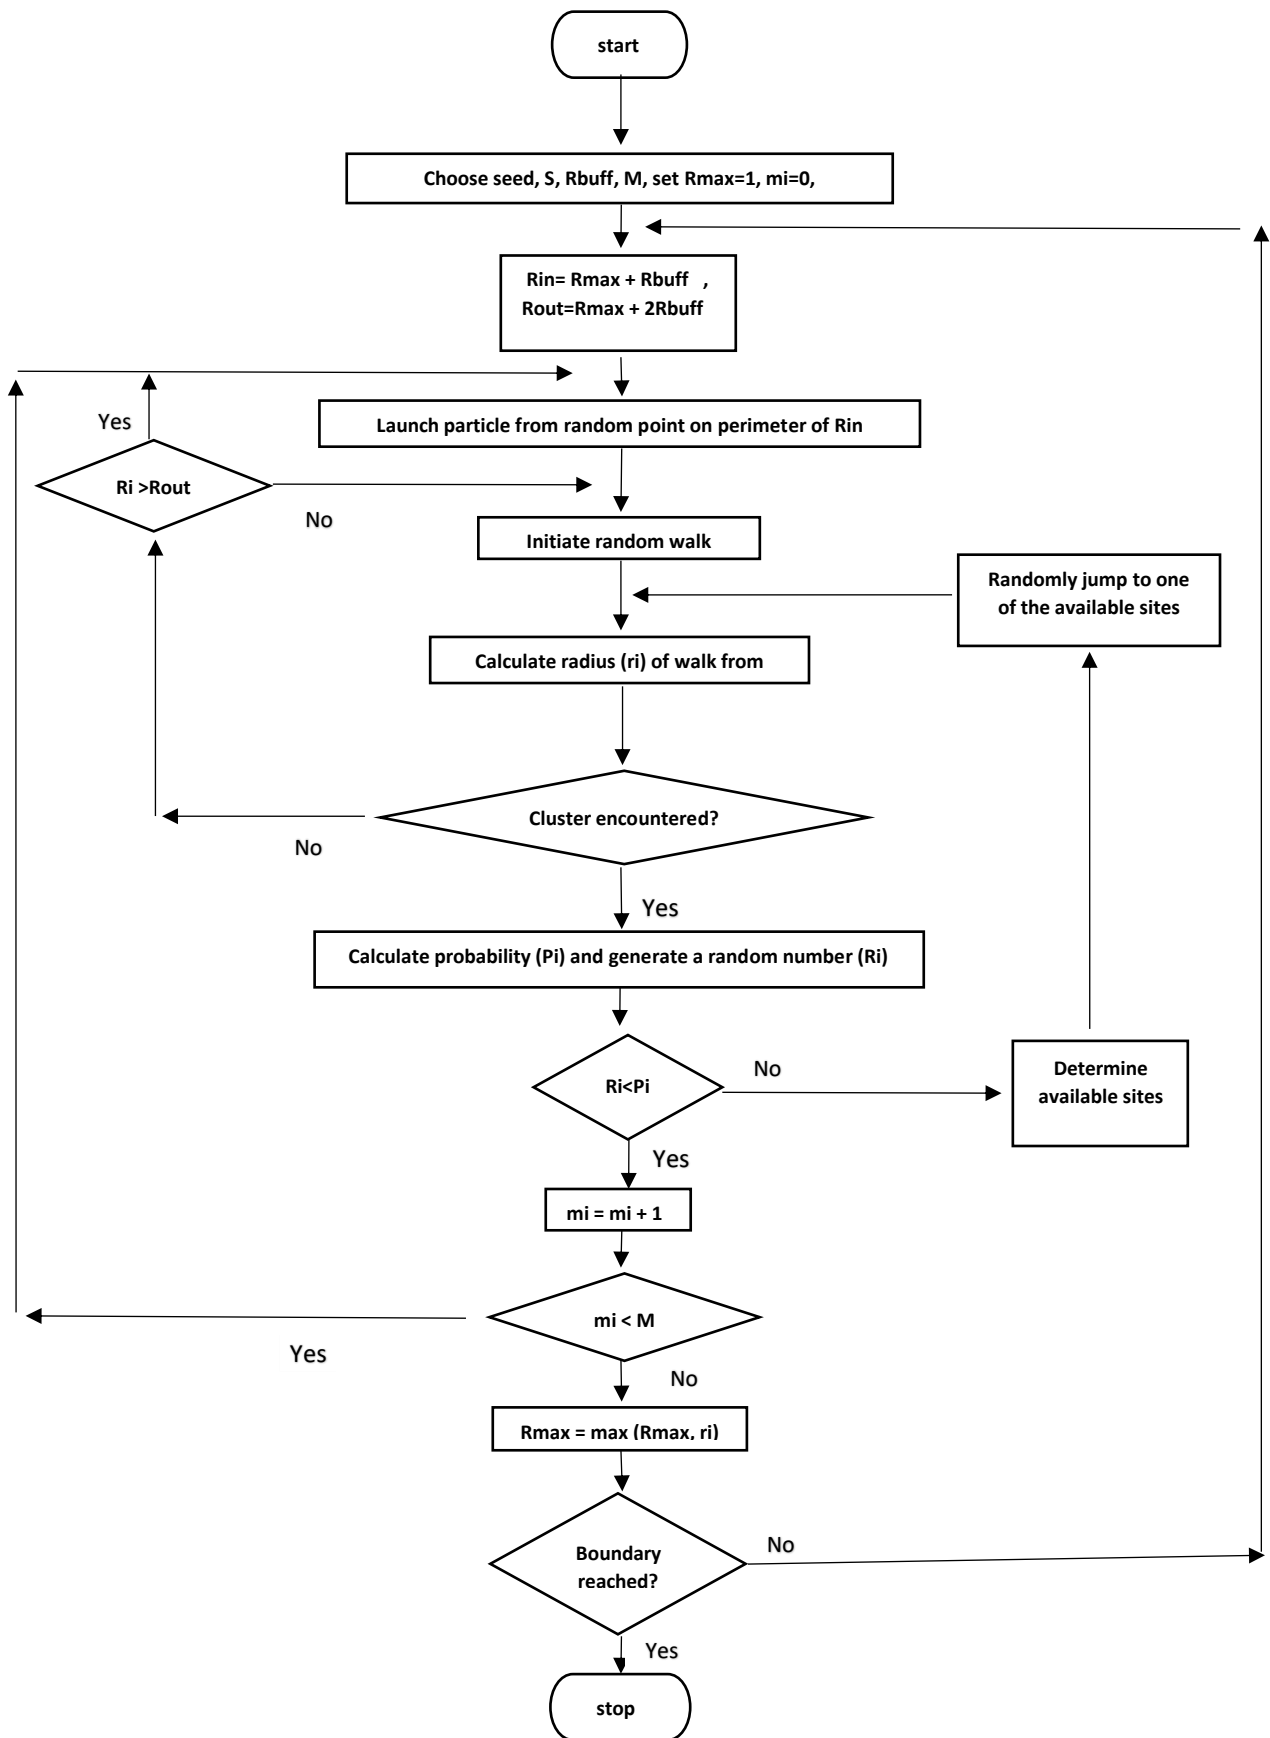 start
Choose seed, S, Rbuff, M, set Rmax=1, mi=0,
Rin= Rmax + Rbuff ,
Rout=Rmax + 2Rbuff
Yes
Launch particle from random point on perimeter of Rin
Ri >Rout
No
Initiate random walk
Randomly jump to one
of the available sites
Calculate radius (ri) of walk from
Cluster encountered?
No
Yes
Calculate probability (Pi) and generate a random number (Ri)
Ri<Pi
No
Determine
available sites
Yes
mi = mi + 1
mi < M
Yes
No
Rmax = max (Rmax, ri)
Boundary
reached?
No
Yes
stop